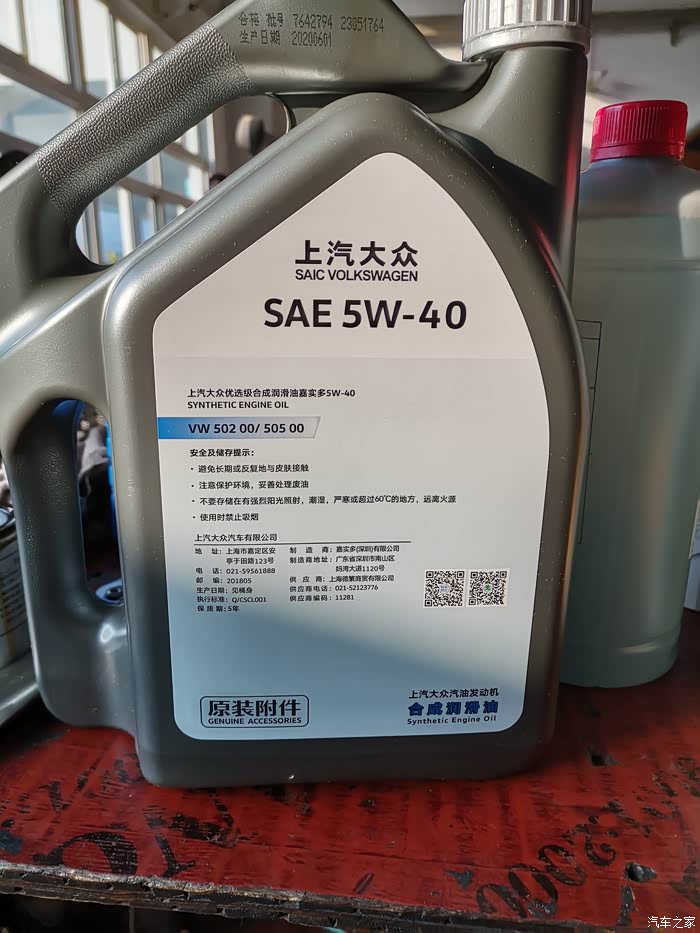 合格 批号 7642794 23051764
生产日期 20200601
上汽大众
SAIC VOLKSWAGEN
SAE 5W-40
上汽大众优选级合成润滑油嘉实多5W-40
SYNTHETIC ENGINE OIL
VW 502 00/ 505 00
安全及储存提示：
· 避免长期或反复地与皮肤接触
· 注意保护环境，妥善处理废油
· 不要存储在有强烈阳光照射，潮湿，严寒或超过60℃的地方，远离火源
· 使用时禁止吸烟
上汽大众汽车有限公司
地 址：上海市嘉定区安
亭于田路123号
电 话：021-59561888
邮 编：201805
生产日期：见桶身
执行标准：Q/CSCL001
保 质 期：5年
制 造 商：嘉实多(深圳)有限公司
制造商地址：广东省深圳市南山区
妈湾大道1120号
供 应 商：上海德繁商贸有限公司
供应商电话：021-52123776
供应商编码：11281
原装附件
GENUINE ACCESSORIES
上汽大众汽油发动机
合成润滑油
Synthetic Engine Oil
汽车之家